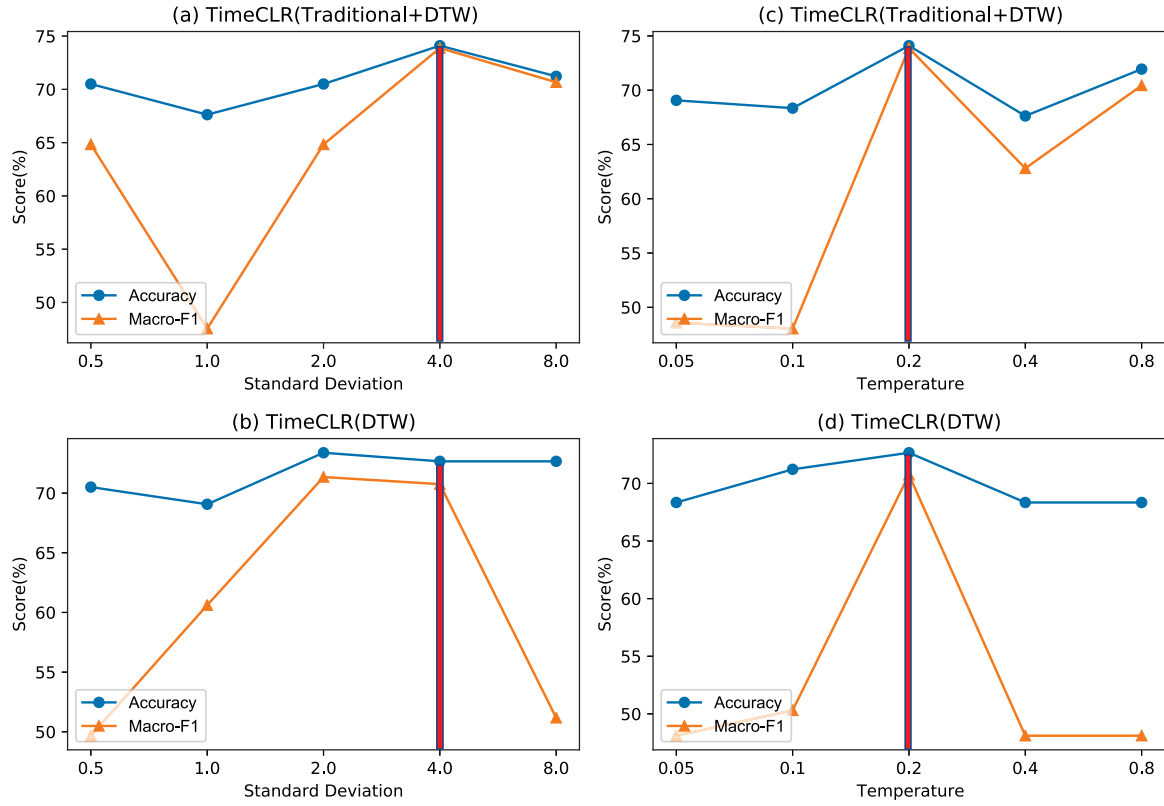 (a) TimeCLR(Traditional+DTW)
75
70
65
60
55
50
Score(%)
Accuracy
Macro-F1
0.5 1.0 2.0 4.0 8.0
Standard Deviation
(c) TimeCLR(Traditional+DTW)
75
70
65
60
55
50
Score(%)
Accuracy
Macro-F1
0.05 0.1 0.2 0.4 0.8
Temperature
(b) TimeCLR(DTW)
70
65
60
55
50
Score(%)
Accuracy
Macro-F1
0.5 1.0 2.0 4.0 8.0
Standard Deviation
(d) TimeCLR(DTW)
70
65
60
55
50
Score(%)
Accuracy
Macro-F1
0.05 0.1 0.2 0.4 0.8
Temperature